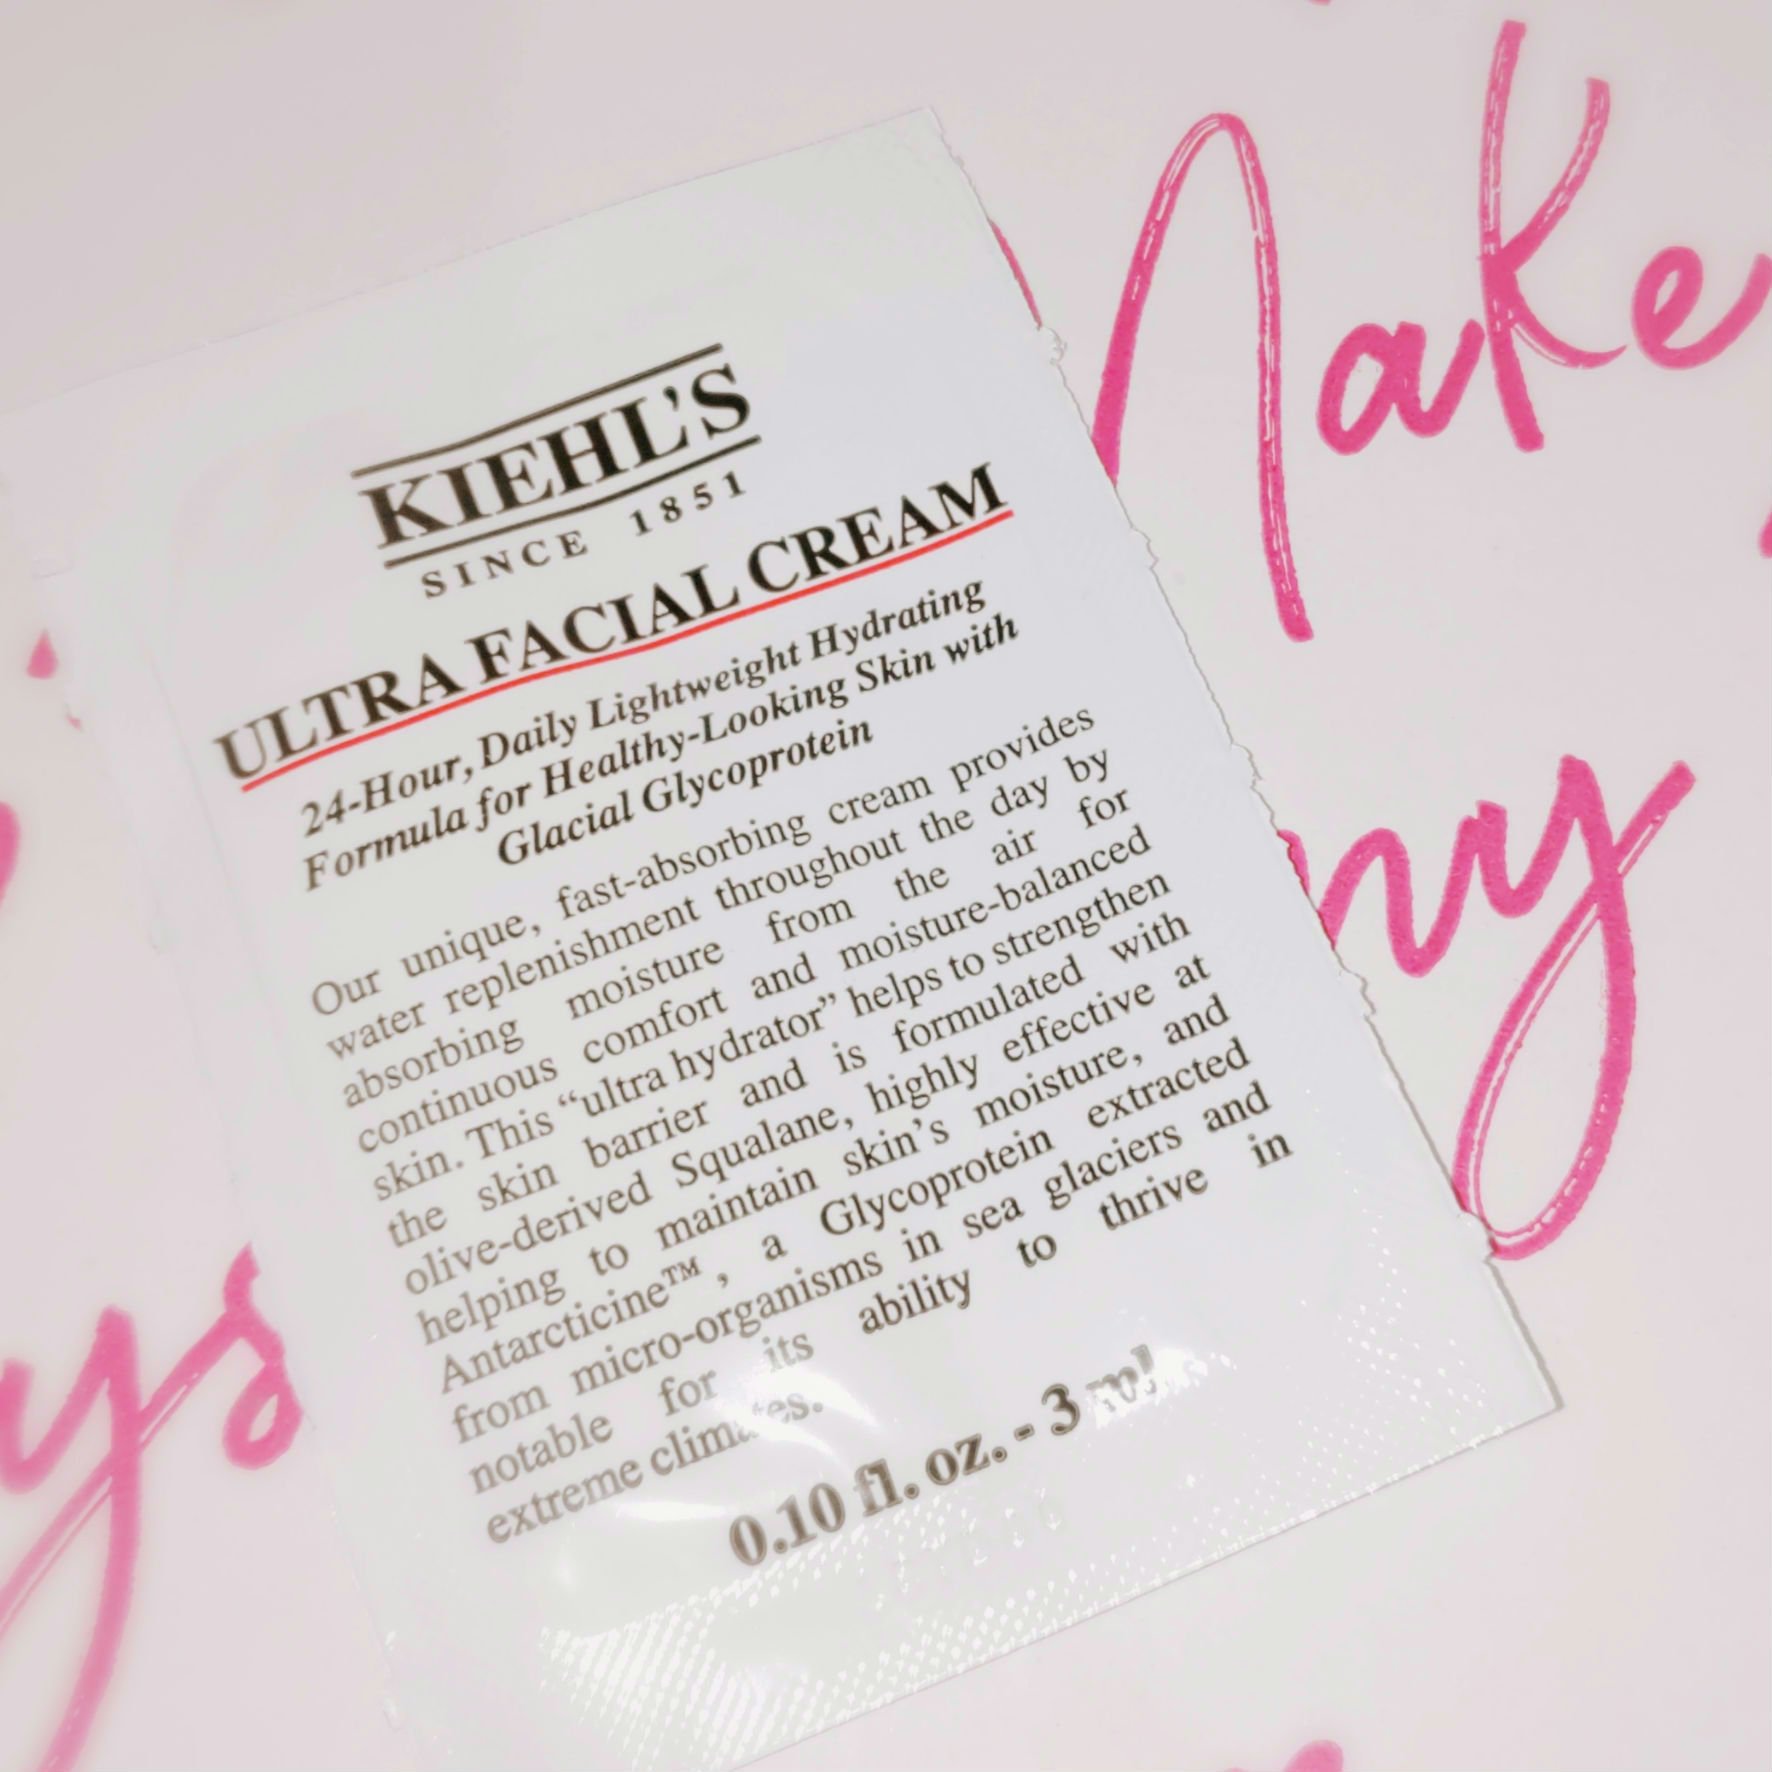 KIEHL'S
SINCE 1851
ULTRA FACIAL CREAM
24-Hour, Daily Lightweight Hydrating
Formula for Healthy-Looking Skin with
Glacial Glycoprotein
Our unique, fast-absorbing cream provides
water replenishment throughout the day by
absorbing moisture from the air for
continuous comfort and moisture-balanced
skin. This “ultra hydrator” helps to strengthen
the skin barrier and is formulated with
olive-derived Squalane, highly effective at
helping to maintain skin's moisture, and
Antarcticine™, a Glycoprotein extracted
from micro-organisms in sea glaciers and
notable for its ability to thrive in
extreme climates.
0.10 fl. oz. - 3 ml
Make
my
ys